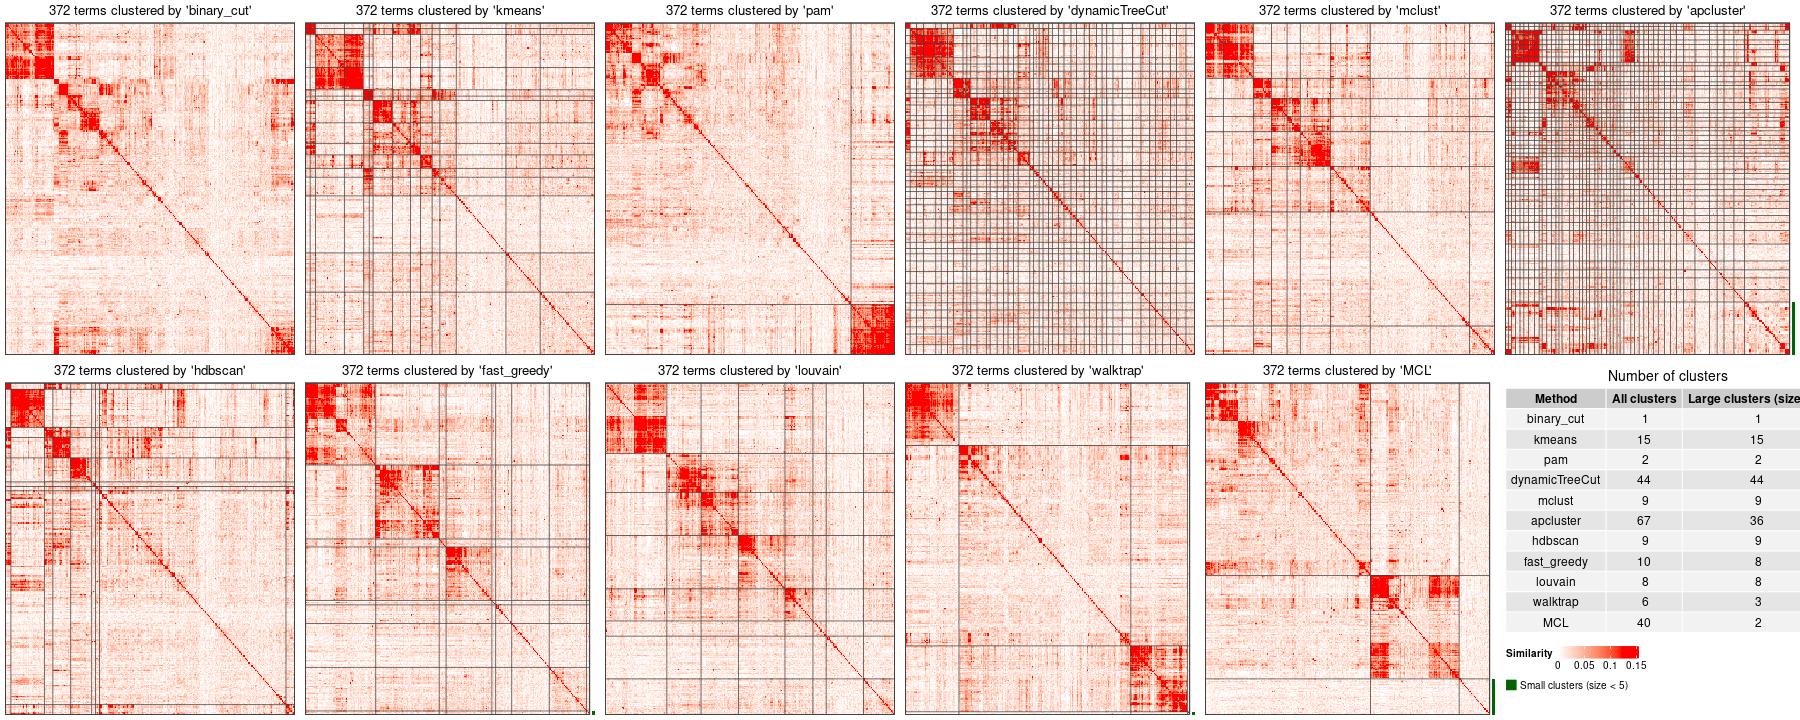 372 terms clustered by 'binary_cut'
372 terms clustered by 'kmeans'
372 terms clustered by 'pam'
372 terms clustered by 'dynamicTreeCut'
372 terms clustered by 'mclust'
372 terms clustered by 'apcluster'
372 terms clustered by 'hdbscan'
372 terms clustered by 'fast_greedy'
372 terms clustered by 'louvain'
372 terms clustered by 'walktrap'
372 terms clustered by 'MCL'
Number of clusters
Method All clusters Large clusters (size
binary_cut 1 1
kmeans 15 15
pam 2 2
dynamicTreeCut 44 44
mclust 9 9
apcluster 67 36
hdbscan 9 9
fast_greedy 10 8
louvain 8 8
walktrap 6 3
MCL 40 2
Similarity
0 0.05 0.1 0.15
Small clusters (size < 5)